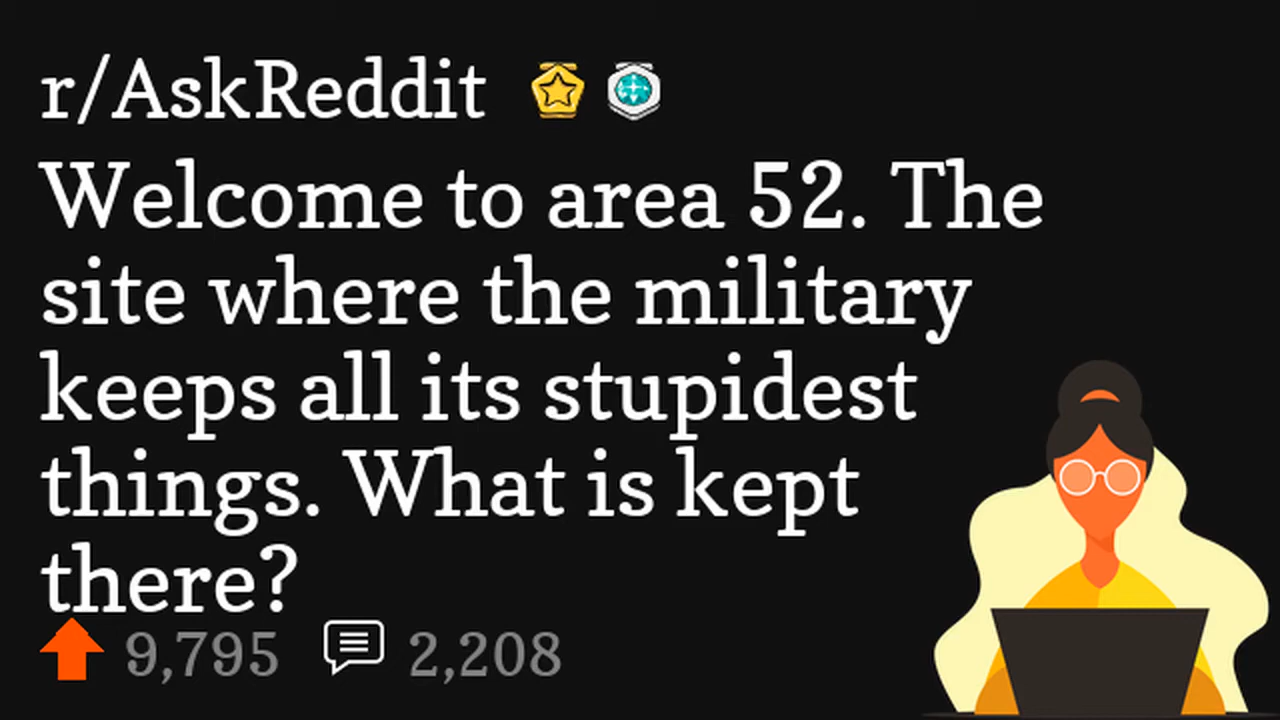 r/AskReddit
Welcome to area 52. The
site where the military
keeps all its stupidest
things. What is kept
there?
9,795 2,208